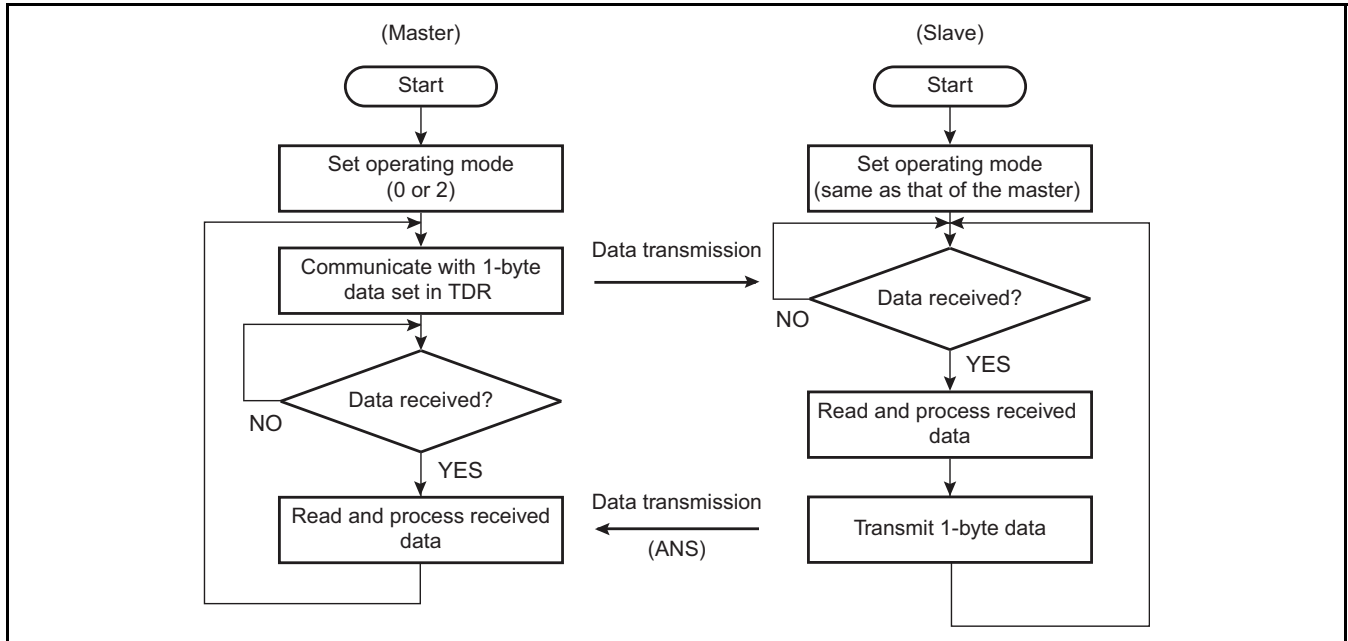 (Master)
Start
Set operating mode
(0 or 2)
Communicate with 1-byte
data set in TDR
Data received?
NO
YES
Read and process received
data
Data transmission
Data transmission
(ANS)
(Slave)
Start
Set operating mode
(same as that of the master)
Data received?
NO
YES
Read and process received
data
Transmit 1-byte data